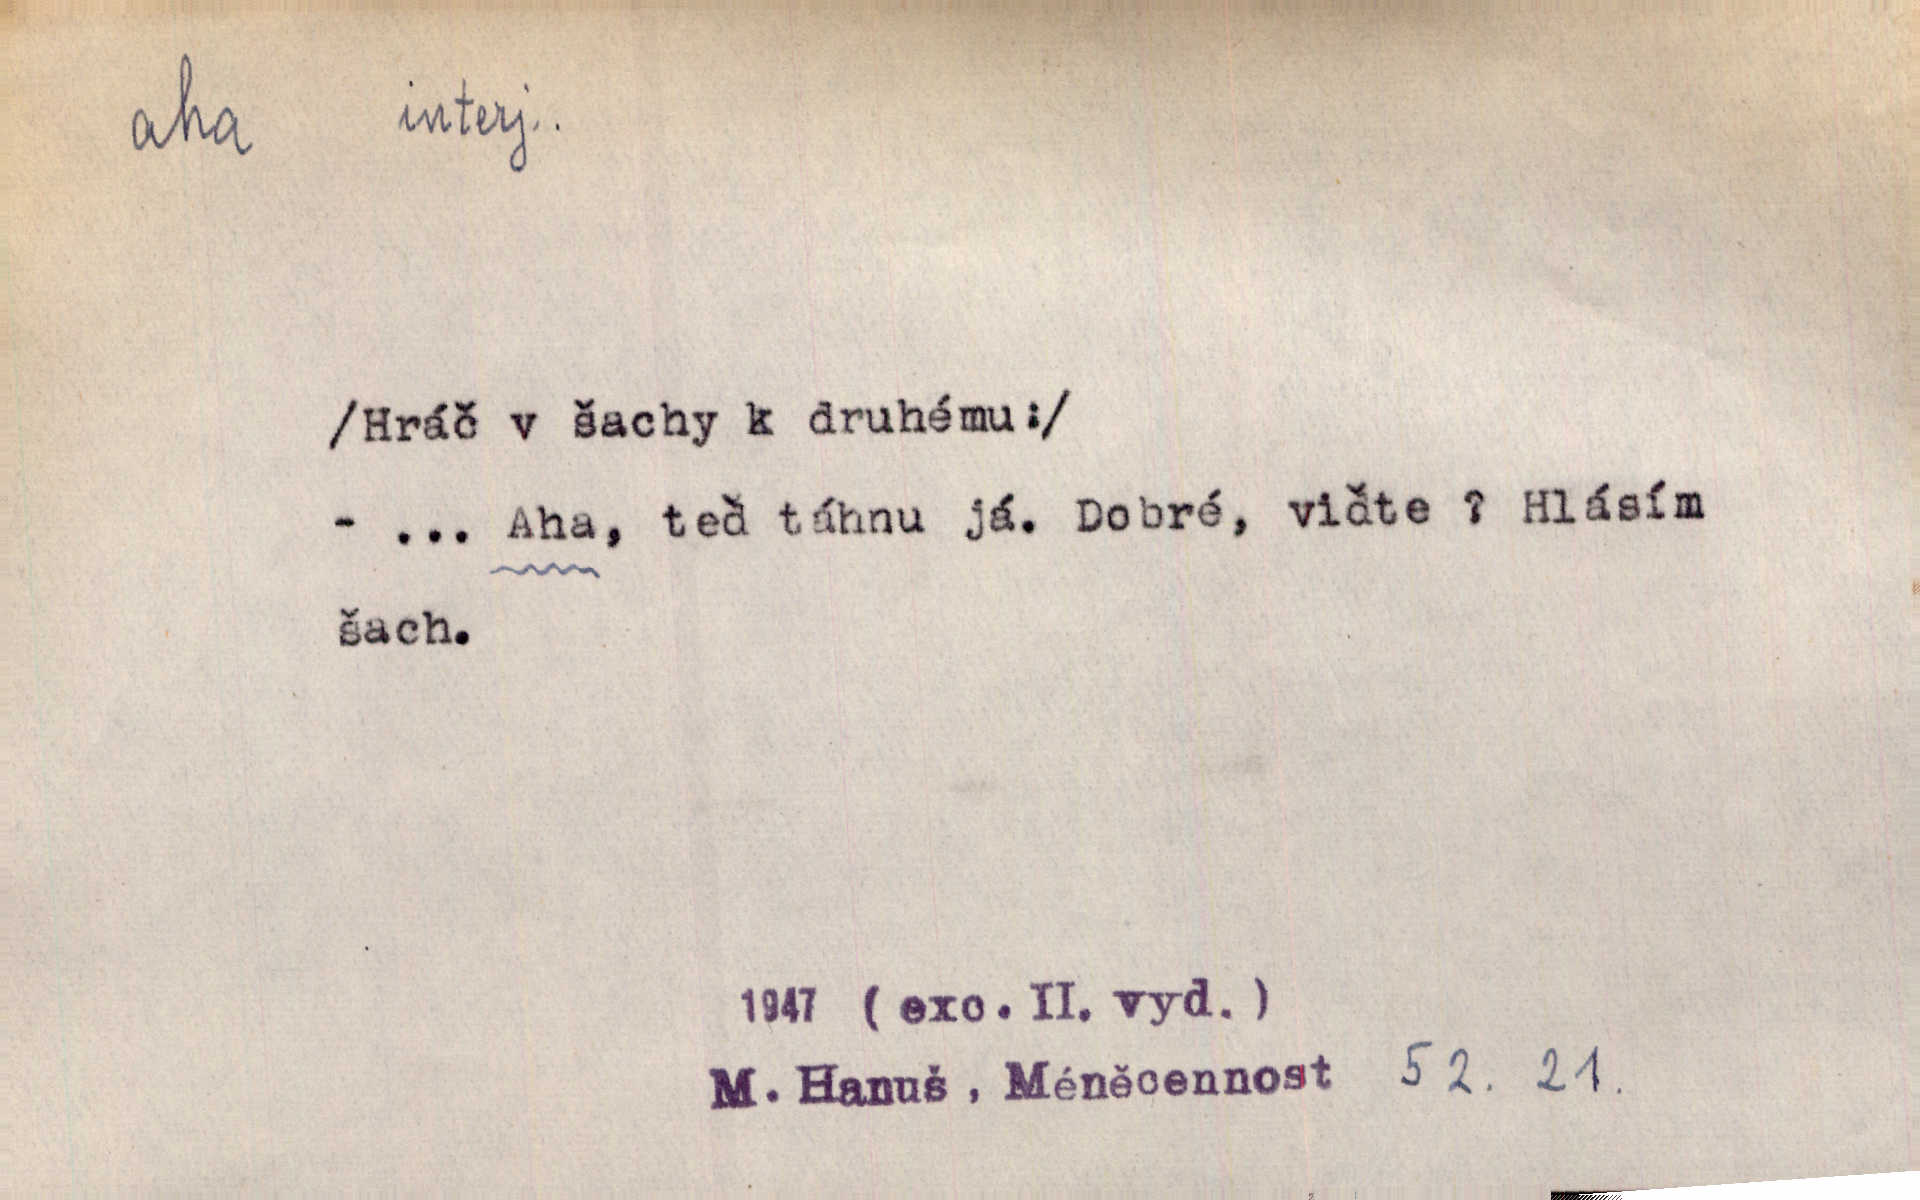 aha interj..
/Hráč v šachy k druhému:/
- ... Aha, teď táhnu já. Dobré, viďte ? Hlásím
šach.
1947 ( exc. II. vyd. )
M. Hanuš , Méněcennost 52. 21.